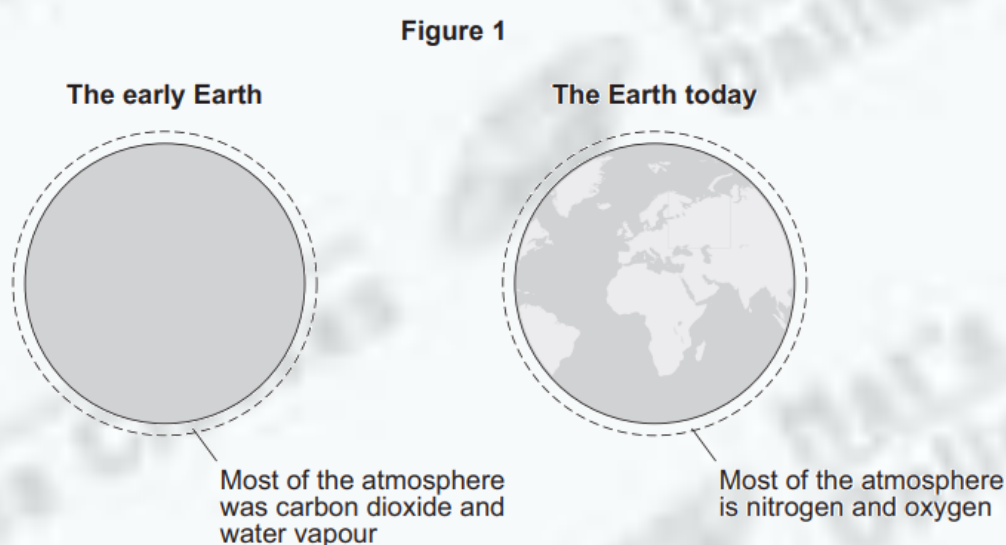 Figure 1
The early Earth
The Earth today
Most of the atmosphere
was carbon dioxide and
water vapour
Most of the atmosphere
is nitrogen and oxygen